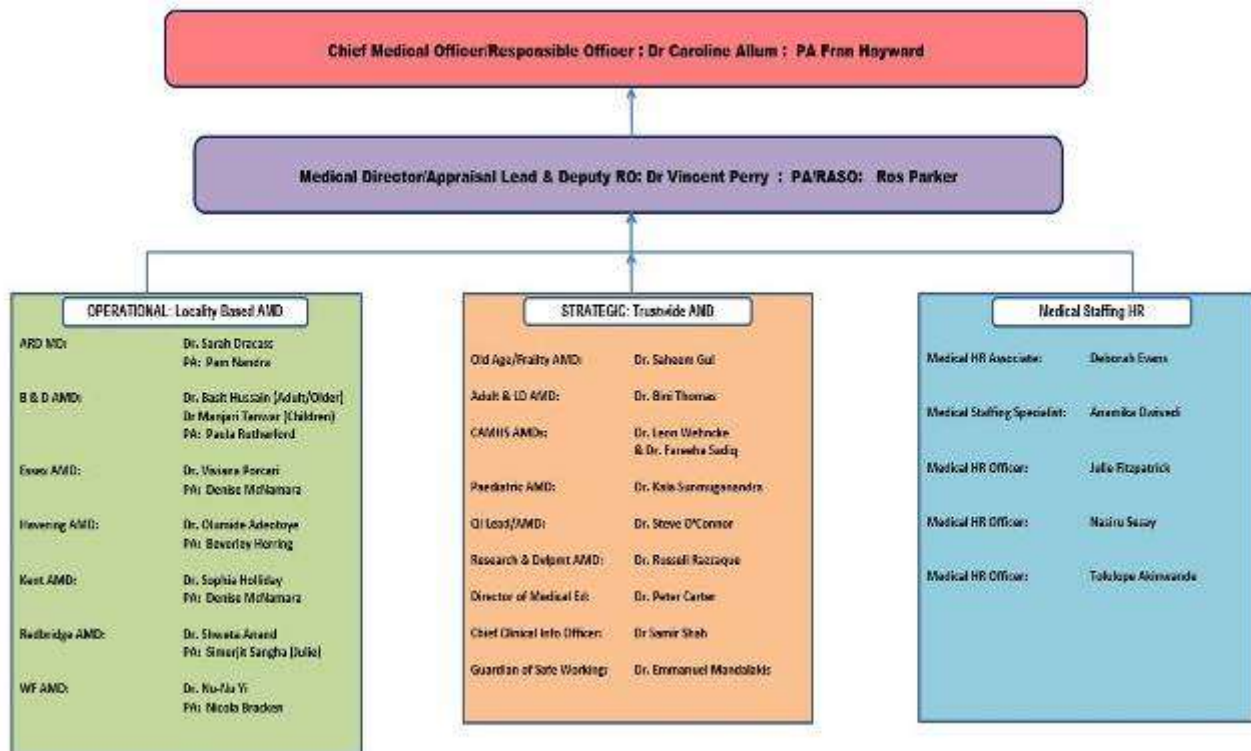 Chief Medical Officer/Responsible Officer : Dr Caroline Allum : PA Fran Hayward
Medical Director/Appraisal Lead & Deputy RO: Dr Vincent Perry : PA/RASO: Ros Parker
OPERATIONAL: Locality Based AMD
ARD MD: Dr. Sarah Dracass
PA: Pam Nandra
B & D AMD: Dr. Basit Hussain (Adult/Older)
Dr Manjari Tanwar (Children)
PA: Paula Rutherford
Essex AMD: Dr. Viviana Porcari
PA: Denise McNamara
Havering AMD: Dr. Olumide Adeotoye
PA: Beverley Herring
Kent AMD: Dr. Sophia Holliday
PA: Denise McNamara
Redbridge AMD: Dr. Shweta Anand
PA: Simerjit Sangha (Julie)
WF AMD: Dr. Nu-Nu Yi
PA: Nicola Bracken
STRATEGIC: Trustwide AMD
Old Age/Frailty AMD: Dr. Saheem Gul
Adult & LD AMD: Dr. Bini Thomas
CAMHS AMDs: Dr. Leon Wehncke
& Dr. Fareeha Sadiq
Paediatric AMD: Dr. Kala Sunmuganandra
QI Lead/AMD: Dr. Steve O'Connor
Research & Delpmt AMD: Dr. Russell Razzaque
Director of Medical Ed: Dr. Peter Carter
Chief Clinical Info Officer: Dr Samir Shah
Guardian of Safe Working: Dr. Emmanuel Mandalakis
Medical Staffing HR
Medical HR Associate: Deborah Evans
Medical Staffing Specialist: Anamika Dwivedi
Medical HR Officer: Julie Fitzpatrick
Medical HR Officer: Nasiru Sesay
Medical HR Officer: Tolulope Akinwande